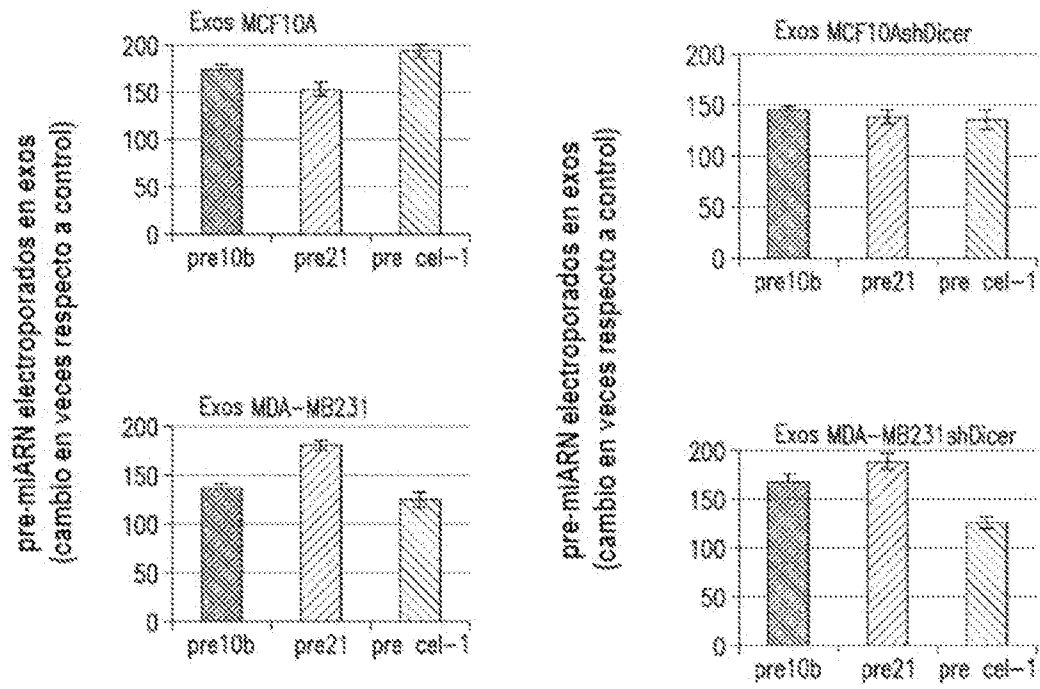 pre-miARN electroporados en exos
(cambio en veces respecto a control)
Exos MCF10A
200
150
100
50
0
pre10b pre21 pre cel-1
Exos MDA-MB231
200
150
100
50
0
pre10b pre21 pre cel-1
pre-miARN electroporados en exos
(cambio en veces respecto a control)
Exos MCF10AshDicer
200
150
100
50
0
pre10b pre21 pre cel-1
Exos MDA-MB231shDicer
200
150
100
50
0
pre10b pre21 pre cel-1